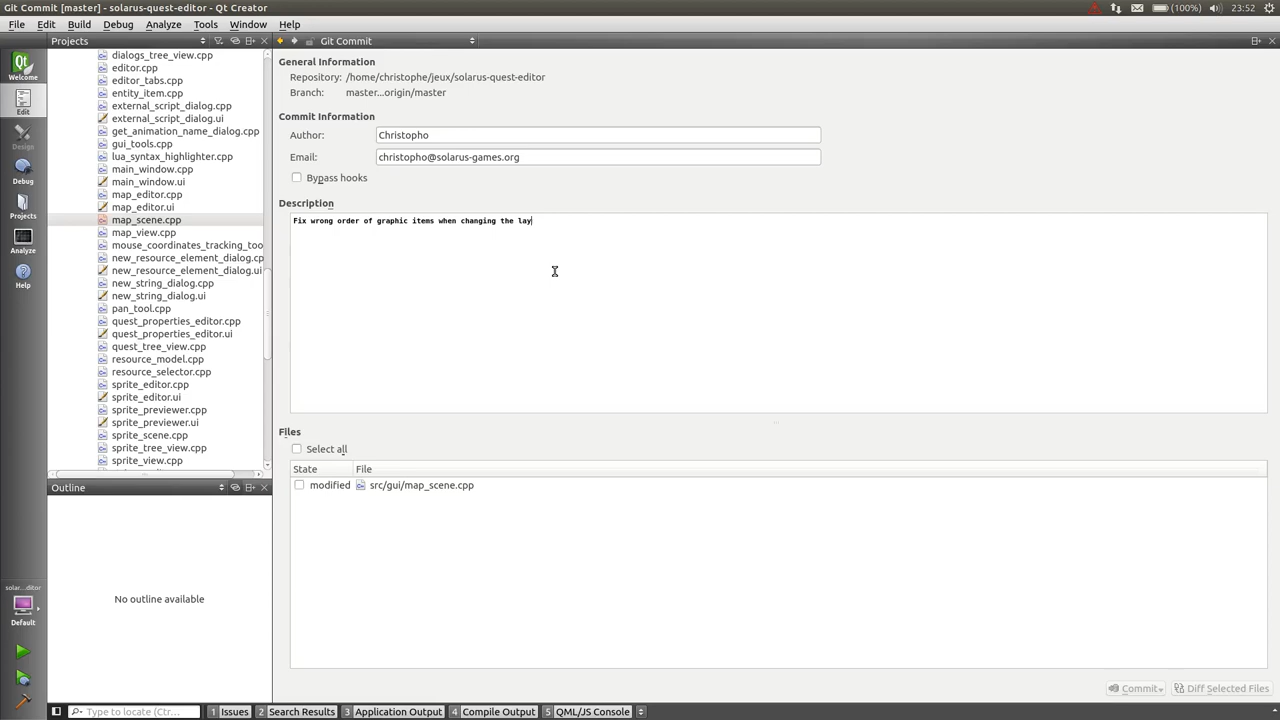 Git Commit [master] - solarus-quest-editor - Qt Creator
(100%) 23:52
File Edit Build Debug Analyze Tools Window Help
Projects
Git Commit
Welcome
Edit
Design
Debug
Projects
Analyze
Help
solar...ditor
Default
dialogs_tree_view.cpp
editor.cpp
editor_tabs.cpp
entity_item.cpp
external_script_dialog.cpp
external_script_dialog.ui
get_animation_name_dialog.cpp
gui_tools.cpp
lua_syntax_highlighter.cpp
main_window.cpp
main_window.ui
map_editor.cpp
map_editor.ui
map_scene.cpp
map_view.cpp
mouse_coordinates_tracking_too
new_resource_element_dialog.cp
new_resource_element_dialog.ui
new_string_dialog.cpp
new_string_dialog.ui
pan_tool.cpp
quest_properties_editor.cpp
quest_properties_editor.ui
quest_tree_view.cpp
resource_model.cpp
resource_selector.cpp
sprite_editor.cpp
sprite_editor.ui
sprite_previewer.cpp
sprite_previewer.ui
sprite_scene.cpp
sprite_tree_view.cpp
sprite_view.cpp
Outline
No outline available
General Information
Repository: /home/christophe/jeux/solarus-quest-editor
Branch: master...origin/master
Commit Information
Author: Christopho
Email: christopho@solarus-games.org
Bypass hooks
Description
Fix wrong order of graphic items when changing the lay
Files
Select all
State File
modified src/gui/map_scene.cpp
Commit Diff Selected Files
Type to locate (Ctrl... 1 Issues 2 Search Results 3 Application Output 4 Compile Output 5 QML/JS Console